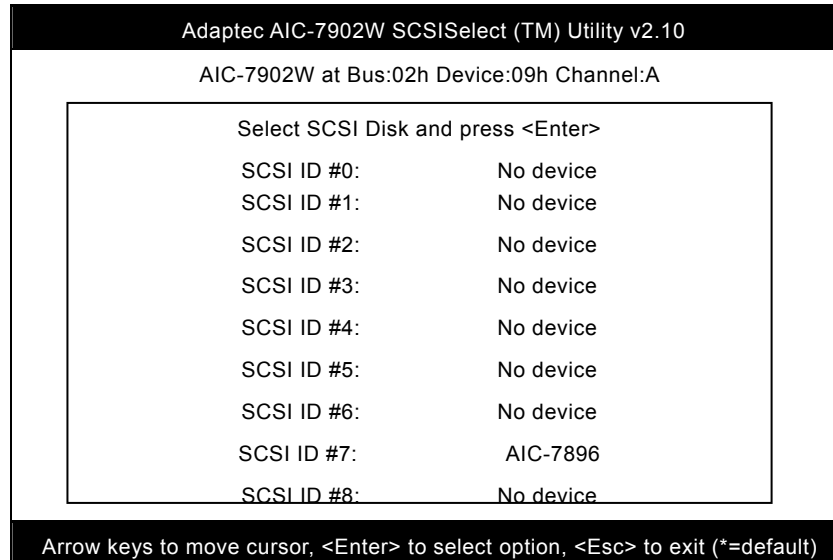 Adaptec AIC-7902W SCSISelect (TM) Utility v2.10
AIC-7902W at Bus:02h Device:09h Channel:A
Select SCSI Disk and press <Enter>
SCSI ID #0: No device
SCSI ID #1: No device
SCSI ID #2: No device
SCSI ID #3: No device
SCSI ID #4: No device
SCSI ID #5: No device
SCSI ID #6: No device
SCSI ID #7: AIC-7896
SCSI ID #8: No device
Arrow keys to move cursor, <Enter> to select option, <Esc> to exit (*=default)